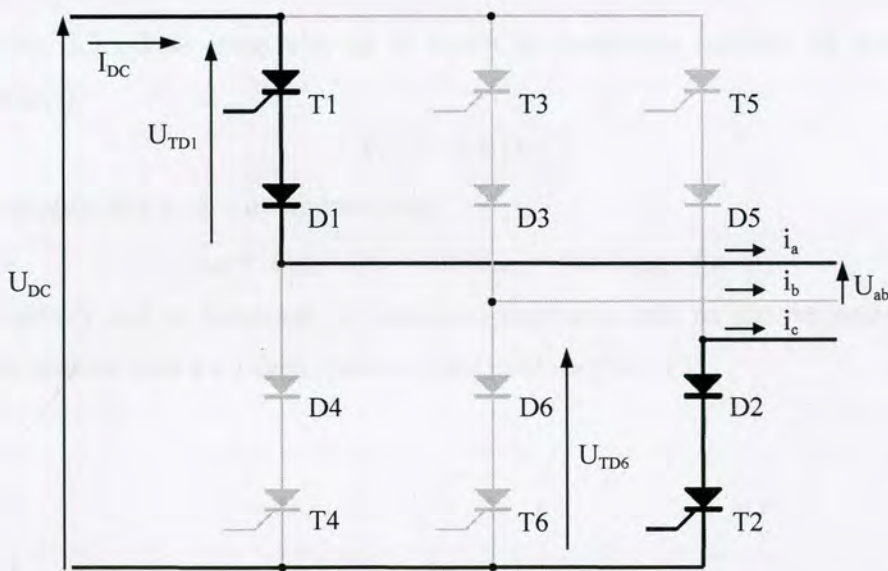 I_DC
T1 T3 T5
U_TD1
D1 D3 D5
i_a
U_DC
i_b
U_ab
i_c
D4 D6 D2
U_TD6
T4 T6 T2